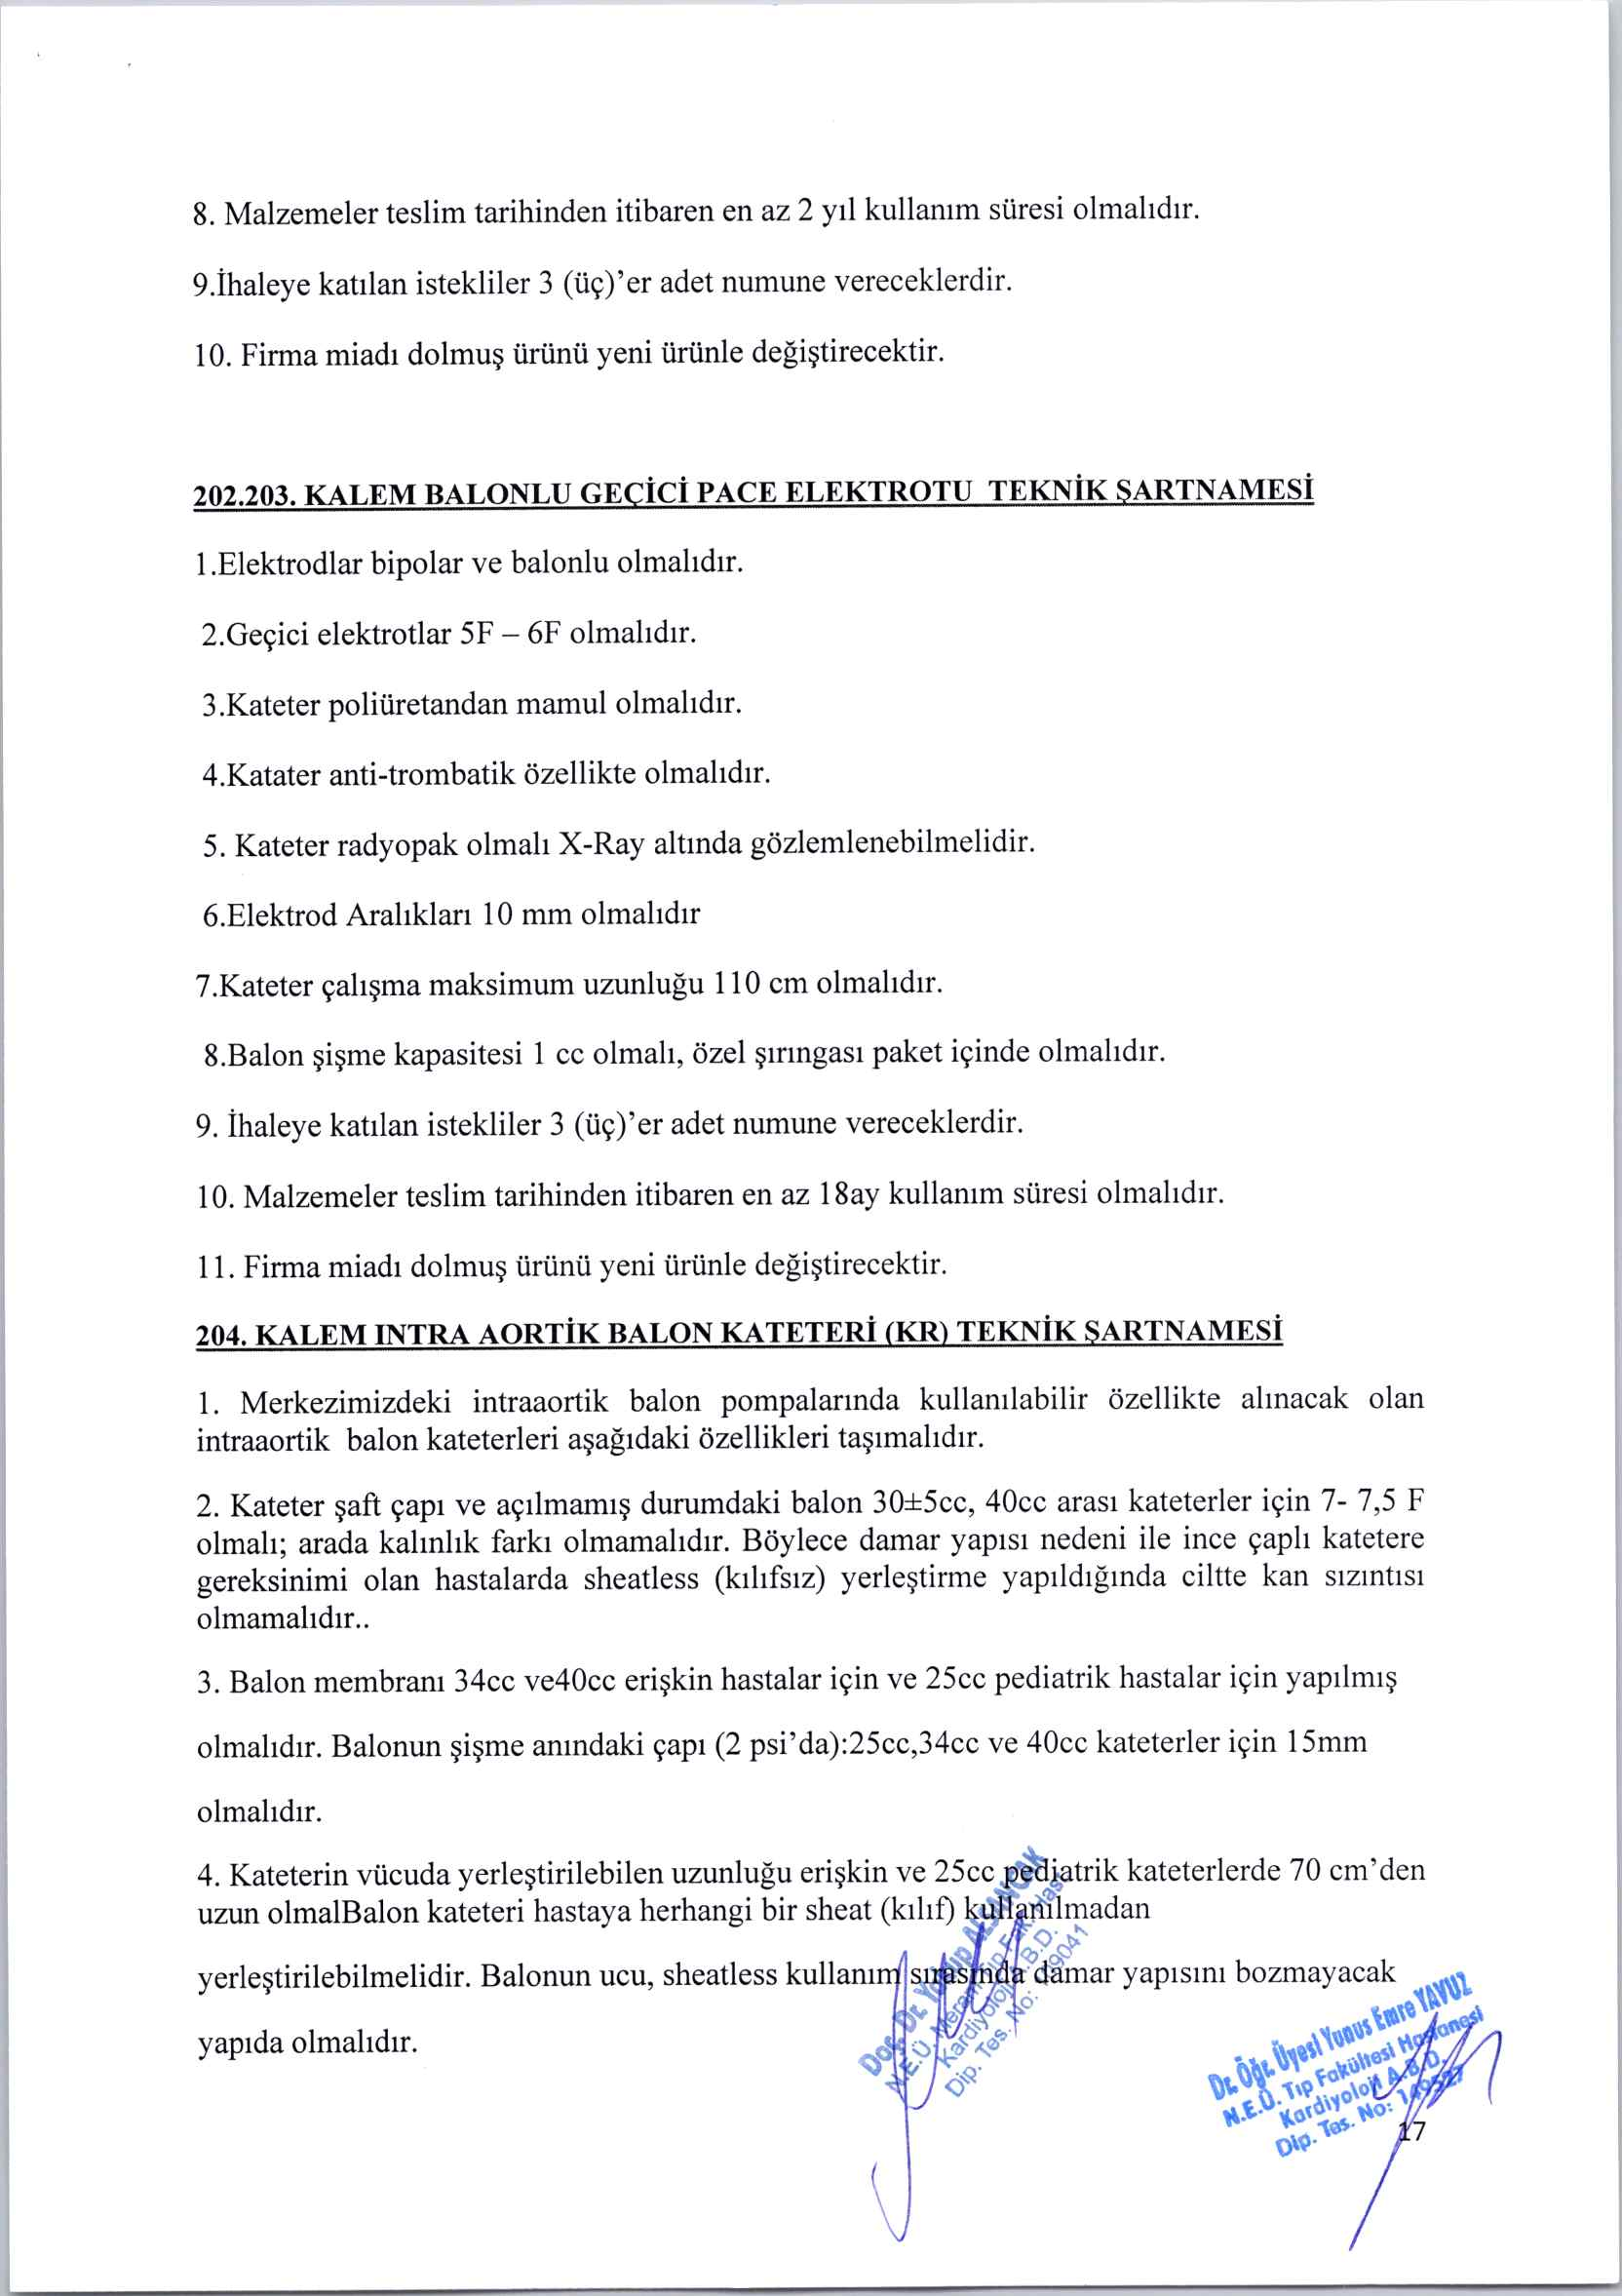 8. Malzemeler teslim tarihinden itibaren en az 2 yıl kullanım süresi olmalıdır.
9.İhaleye katılan istekliler 3 (üç)’er adet numune vereceklerdir.
10. Firma miadı dolmuş ürünü yeni ürünle değiştirecektir.
202.203. KALEM BALONLU GEÇİCİ PACE ELEKTROTU TEKNİK ŞARTNAMESİ
1.Elektrodlar bipolar ve balonlu olmalıdır.
2.Geçici elektrotlar 5F – 6F olmalıdır.
3.Kateter poliüretandan mamul olmalıdır.
4.Katater anti-trombatik özellikte olmalıdır.
5. Kateter radyopak olmalı X-Ray altında gözlemlenebilmelidir.
6.Elektrod Aralıkları 10 mm olmalıdır
7.Kateter çalışma maksimum uzunluğu 110 cm olmalıdır.
8.Balon şişme kapasitesi 1 cc olmalı, özel şırıngası paket içinde olmalıdır.
9. İhaleye katılan istekliler 3 (üç)’er adet numune vereceklerdir.
10. Malzemeler teslim tarihinden itibaren en az 18ay kullanım süresi olmalıdır.
11. Firma miadı dolmuş ürünü yeni ürünle değiştirecektir.
204. KALEM INTRA AORTİK BALON KATETERİ (KR) TEKNİK ŞARTNAMESİ
1. Merkezimizdeki intraaortik balon pompalarında kullanılabilir özellikte alınacak olan
intraaortik balon kateterleri aşağıdaki özellikleri taşımalıdır.
2. Kateter şaft çapı ve açılmamış durumdaki balon 30±5cc, 40cc arası kateterler için 7- 7,5 F
olmalı; arada kalınlık farkı olmamalıdır. Böylece damar yapısı nedeni ile ince çaplı katetere
gereksinimi olan hastalarda sheatless (kılıfsız) yerleştirme yapıldığında ciltte kan sızıntısı
olmamalıdır..
3. Balon membranı 34cc ve40cc erişkin hastalar için ve 25cc pediatrik hastalar için yapılmış
olmalıdır. Balonun şişme anındaki çapı (2 psi’da):25cc,34cc ve 40cc kateterler için 15mm
olmalıdır.
4. Kateterin vücuda yerleştirilebilen uzunluğu erişkin ve 25cc pediatrik kateterlerde 70 cm’den
uzun olmalBalon kateteri hastaya herhangi bir sheat (kılıf) kullanılmadan
yerleştirilebilmelidir. Balonun ucu, sheatless kullanım sırasında damar yapısını bozmayacak
yapıda olmalıdır.
Doç. Dr. Yakup ALSANCAK
N.E.Ü. Meram Tıp Fak. Hast.
Kardiyoloji A.B.D.
Dip. Tes. No:
Dr. Öğr. Üyesi Yunus Emre YAVUZ
N.E.Ü. Tıp Fakültesi Hastanesi
Kardiyoloji A.B.D.
Dip. Tes. No: 149527
17